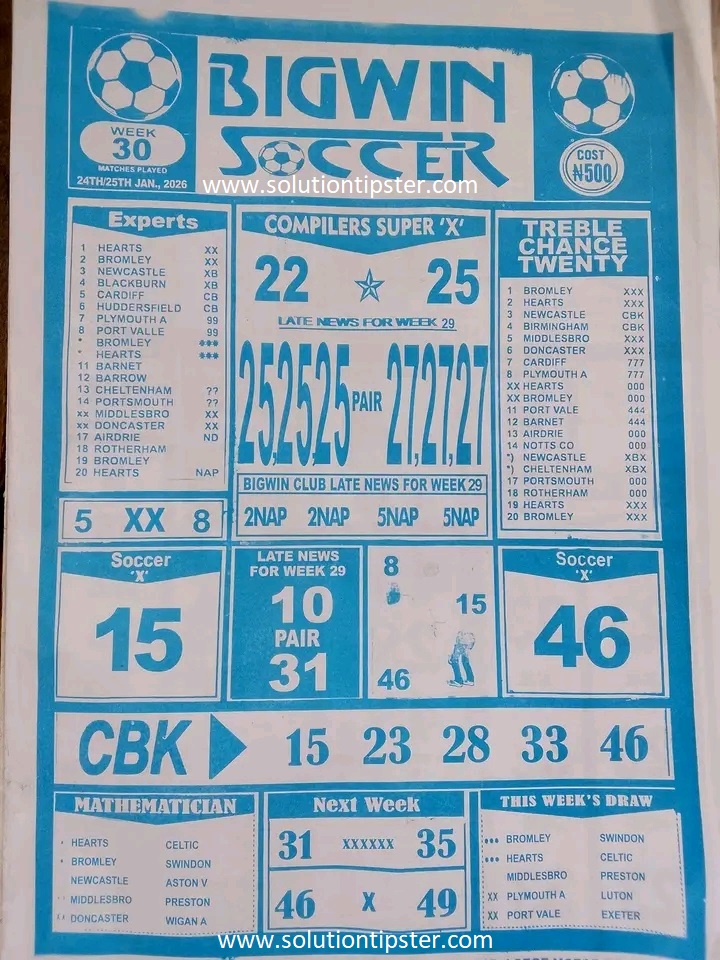 BIGWIN
SOCCER
WEEK
30
MATCHES PLAYED
24TH/25TH JAN., 2026
COST
₦500
www.solutiontipster.com
Experts
1 HEARTS XX
2 BROMLEY XX
3 NEWCASTLE XB
4 BLACKBURN XB
5 CARDIFF CB
6 HUDDERSFIELD CB
7 PLYMOUTH A 99
8 PORT VALLE 99
* BROMLEY ***
* HEARTS ***
11 BARNET
12 BARROW
13 CHELTENHAM ??
14 PORTSMOUTH ??
xx MIDDLESBRO XX
xx DONCASTER XX
17 AIRDRIE ND
18 ROTHERHAM
19 BROMLEY
20 HEARTS NAP
5 XX 8
COMPILERS SUPER 'X'
22 25
LATE NEWS FOR WEEK 29
25,25,25 PAIR 27,27,27
BIGWIN CLUB LATE NEWS FOR WEEK 29
2NAP 2NAP 5NAP 5NAP
TREBLE
CHANCE
TWENTY
1 BROMLEY XXX
2 HEARTS XXX
3 NEWCASTLE CBK
4 BIRMINGHAM CBK
5 MIDDLESBRO XXX
6 DONCASTER XXX
7 CARDIFF 777
8 PLYMOUTH A 777
XX HEARTS 000
XX BROMLEY 000
11 PORT VALE 444
12 BARNET 444
13 AIRDRIE 000
14 NOTTS CO 000
*) NEWCASTLE XBX
*) CHELTENHAM XBX
17 PORTSMOUTH 000
18 ROTHERHAM 000
19 HEARTS XXX
20 BROMLEY XXX
Soccer
'X'
15
LATE NEWS
FOR WEEK 29
10
PAIR
31
8
15
46
Soccer
'X'
46
CBK 15 23 28 33 46
MATHEMATICIAN
HEARTS CELTIC
BROMLEY SWINDON
NEWCASTLE ASTON V
MIDDLESBRO PRESTON
DONCASTER WIGAN A
Next Week
31 XXXXXX 35
46 X 49
THIS WEEK'S DRAW
••• BROMLEY SWINDON
••• HEARTS CELTIC
MIDDLESBRO PRESTON
XX PLYMOUTH A LUTON
XX PORT VALE EXETER
www.solutiontipster.com